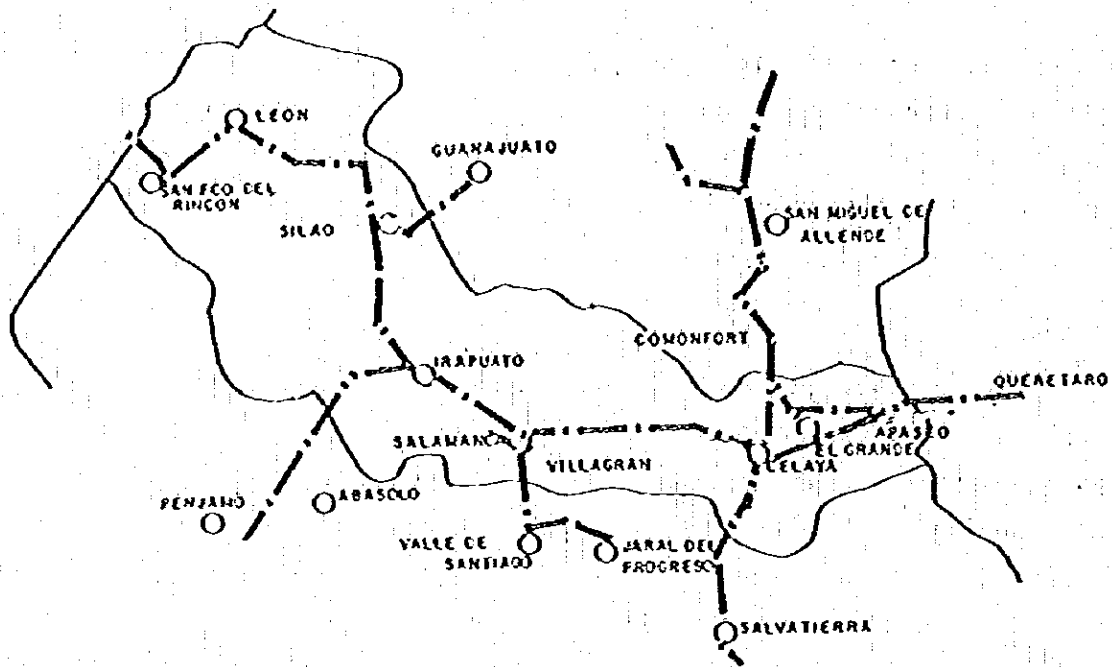 LEON
GUANAJUATO
SAN FCO DEL
RINCON
SILAO
SAN MIGUEL DE
ALLENDE
COMONFORT
IRAPUATO
QUERETARO
SALAMANCA
APASEO
EL GRANDE
CELAYA
VILLAGRAN
PENJAMO
ABASOLO
VALLE DE
SANTIAGO
JARAL DEL
PROGRESO
SALVATIERRA